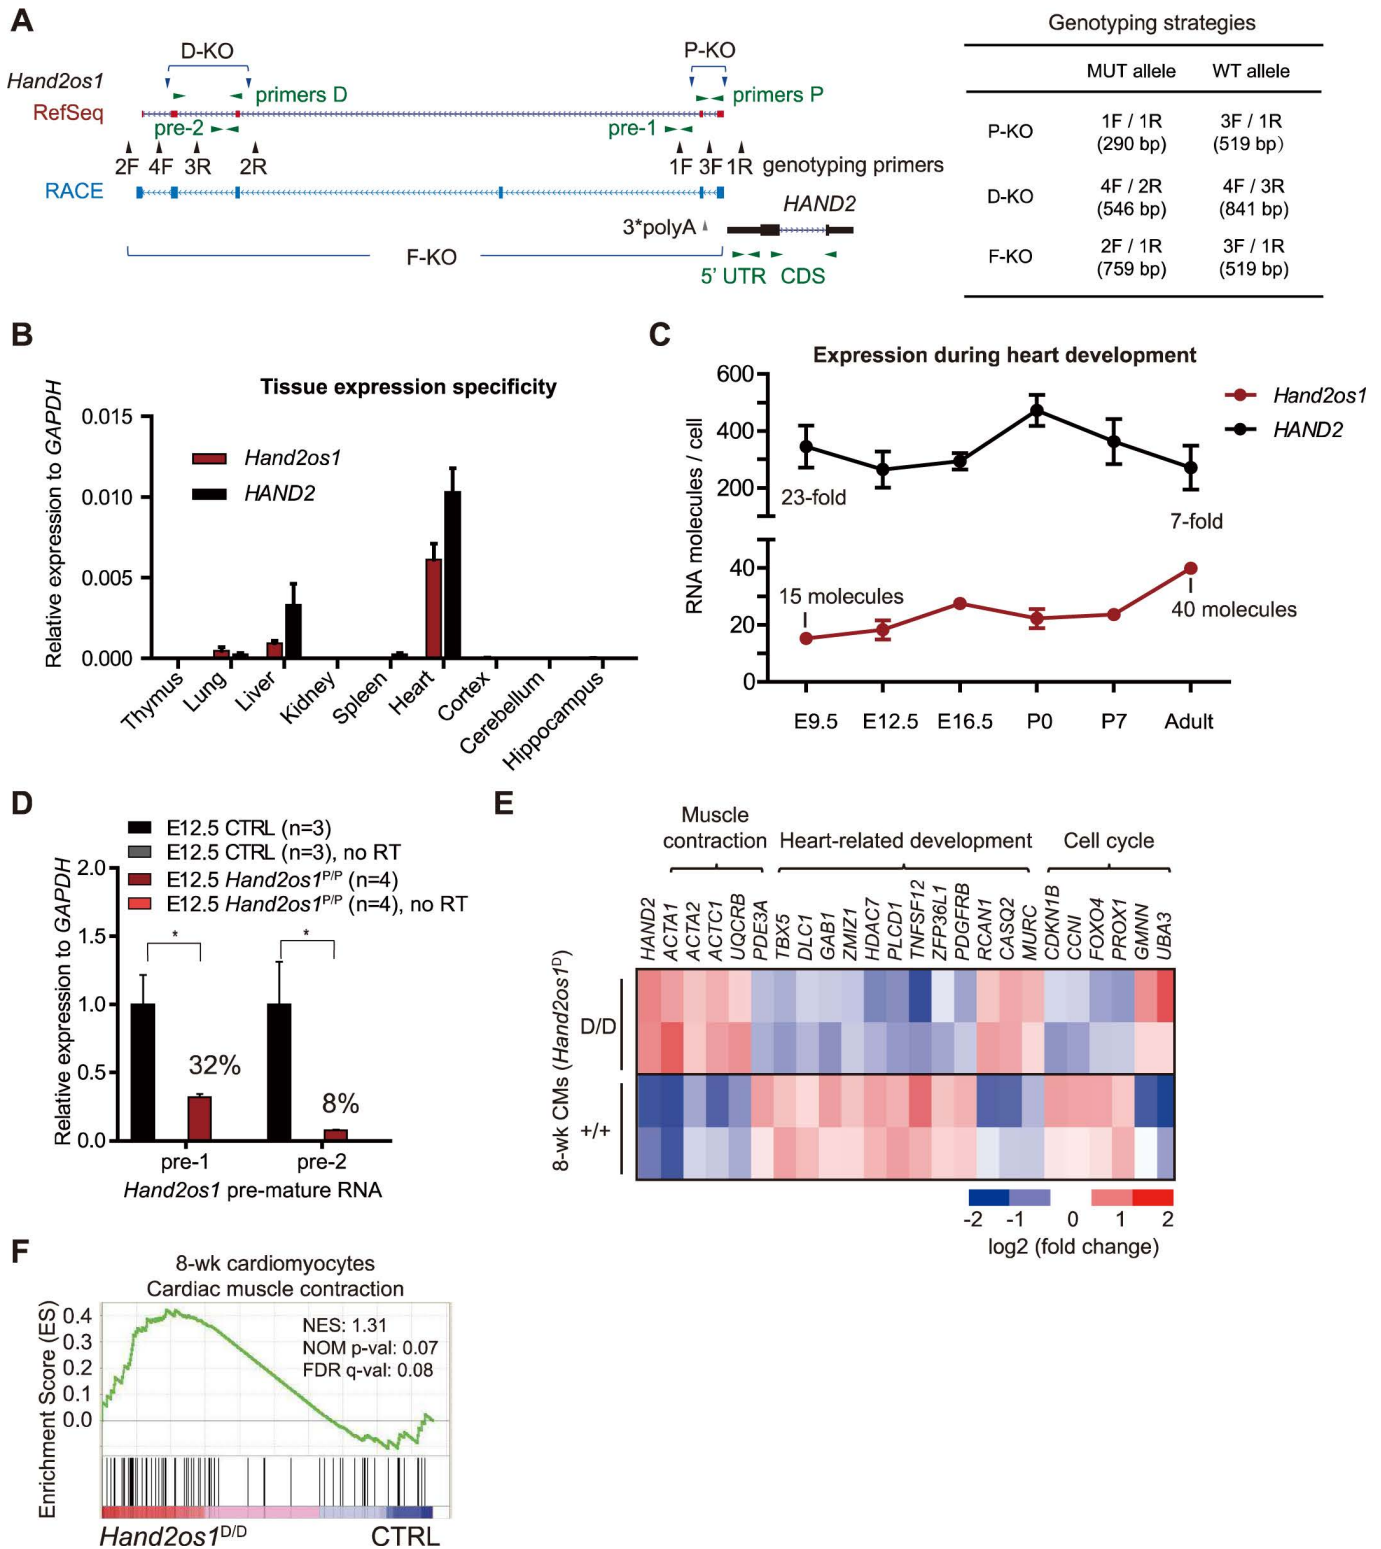 A
D-KO
P-KO
Hand2os1
RefSeq
primers D
primers P
pre-2
pre-1
2F 4F 3R 2R 1F 3F 1R genotyping primers
RACE
HAND2
3*polyA
F-KO
5' UTR CDS
Genotyping strategies
MUT allele WT allele
P-KO 1F / 1R 3F / 1R
(290 bp) (519 bp)
D-KO 4F / 2R 4F / 3R
(546 bp) (841 bp)
F-KO 2F / 1R 3F / 1R
(759 bp) (519 bp)
B
Tissue expression specificity
Relative expression to GAPDH
0.015
0.010
0.005
0.000
Hand2os1
HAND2
Thymus
Lung
Liver
Kidney
Spleen
Heart
Cortex
Cerebellum
Hippocampus
C
Expression during heart development
RNA molecules / cell
600
400
200
40
20
0
Hand2os1
HAND2
23-fold
7-fold
15 molecules
40 molecules
E9.5 E12.5 E16.5 P0 P7 Adult
D
E12.5 CTRL (n=3)
E12.5 CTRL (n=3), no RT
E12.5 Hand2os1P/P (n=4)
E12.5 Hand2os1P/P (n=4), no RT
Relative expression to GAPDH
2.0
1.5
1.0
0.5
0.0
*
*
32%
8%
pre-1 pre-2
Hand2os1 pre-mature RNA
E
Muscle
contraction
Heart-related development
Cell cycle
HAND2
ACTA1
ACTA2
ACTC1
UQCRB
PDE3A
TBX5
DLC1
GAB1
ZMIZ1
HDAC7
PLCD1
TNFSF12
ZFP36L1
PDGFRB
RCAN1
CASQ2
MURC
CDKN1B
CCNI
FOXO4
PROX1
GMNN
UBA3
8-wk CMs (Hand2os1D)
D/D
+/+
-2 -1 0 1 2
log2 (fold change)
F
8-wk cardiomyocytes
Cardiac muscle contraction
Enrichment Score (ES)
0.4
0.3
0.2
0.1
0.0
NES: 1.31
NOM p-val: 0.07
FDR q-val: 0.08
Hand2os1D/D CTRL